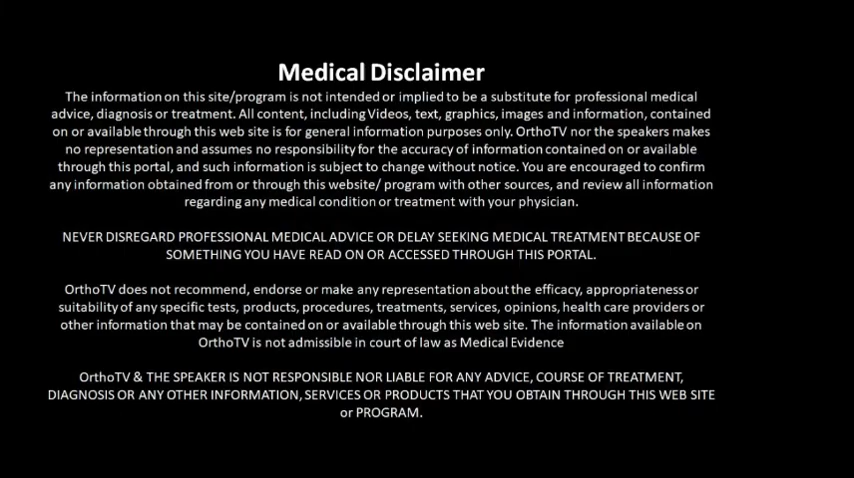 Medical Disclaimer
The information on this site/program is not intended or implied to be a substitute for professional medical
advice, diagnosis or treatment. All content, including Videos, text, graphics, images and information, contained
on or available through this web site is for general information purposes only. OrthoTV nor the speakers makes
no representation and assumes no responsibility for the accuracy of information contained on or available
through this portal, and such information is subject to change without notice. You are encouraged to confirm
any information obtained from or through this website/ program with other sources, and review all information
regarding any medical condition or treatment with your physician.
NEVER DISREGARD PROFESSIONAL MEDICAL ADVICE OR DELAY SEEKING MEDICAL TREATMENT BECAUSE OF
SOMETHING YOU HAVE READ ON OR ACCESSED THROUGH THIS PORTAL.
OrthoTV does not recommend, endorse or make any representation about the efficacy, appropriateness or
suitability of any specific tests, products, procedures, treatments, services, opinions, health care providers or
other information that may be contained on or available through this web site. The information available on
OrthoTV is not admissible in court of law as Medical Evidence
OrthoTV & THE SPEAKER IS NOT RESPONSIBLE NOR LIABLE FOR ANY ADVICE, COURSE OF TREATMENT,
DIAGNOSIS OR ANY OTHER INFORMATION, SERVICES OR PRODUCTS THAT YOU OBTAIN THROUGH THIS WEB SITE
or PROGRAM.